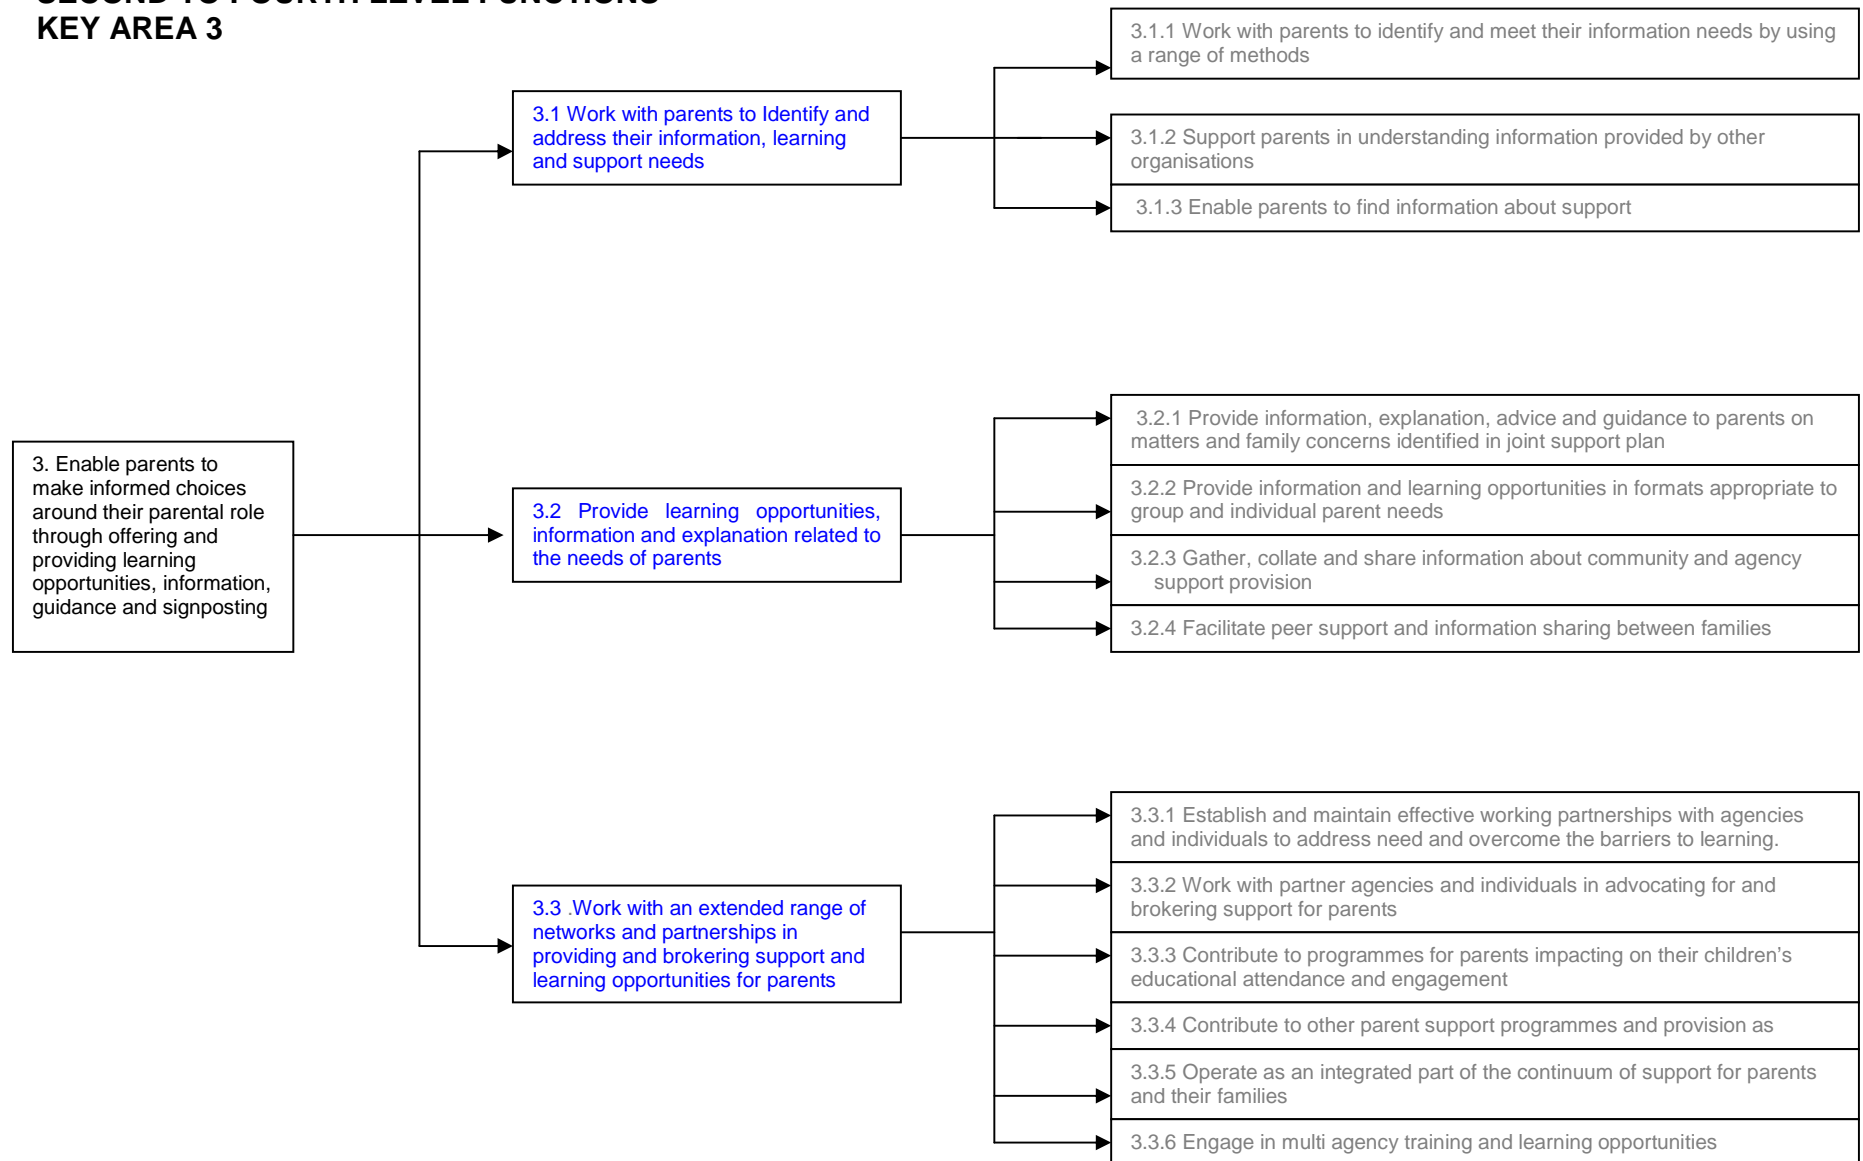 SECOND TO FOURTH LEVEL FUNCTIONS
KEY AREA 3
3. Enable parents to
make informed choices
around their parental role
through offering and
providing learning
opportunities, information,
guidance and signposting
3.1 Work with parents to Identify and
address their information, learning
and support needs
3.1.1 Work with parents to identify and meet their information needs by using
a range of methods
3.1.2 Support parents in understanding information provided by other
organisations
3.1.3 Enable parents to find information about support
3.2 Provide learning opportunities,
information and explanation related to
the needs of parents
3.2.1 Provide information, explanation, advice and guidance to parents on
matters and family concerns identified in joint support plan
3.2.2 Provide information and learning opportunities in formats appropriate to
group and individual parent needs
3.2.3 Gather, collate and share information about community and agency
support provision
3.2.4 Facilitate peer support and information sharing between families
3.3 .Work with an extended range of
networks and partnerships in
providing and brokering support and
learning opportunities for parents
3.3.1 Establish and maintain effective working partnerships with agencies
and individuals to address need and overcome the barriers to learning.
3.3.2 Work with partner agencies and individuals in advocating for and
brokering support for parents
3.3.3 Contribute to programmes for parents impacting on their children’s
educational attendance and engagement
3.3.4 Contribute to other parent support programmes and provision as
3.3.5 Operate as an integrated part of the continuum of support for parents
and their families
3.3.6 Engage in multi agency training and learning opportunities